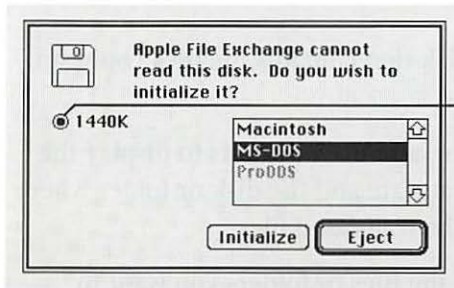 Apple File Exchange cannot
read this disk. Do you wish to
initialize it?
1440K
Macintosh
MS-DOS
ProDOS
Initialize
Eject